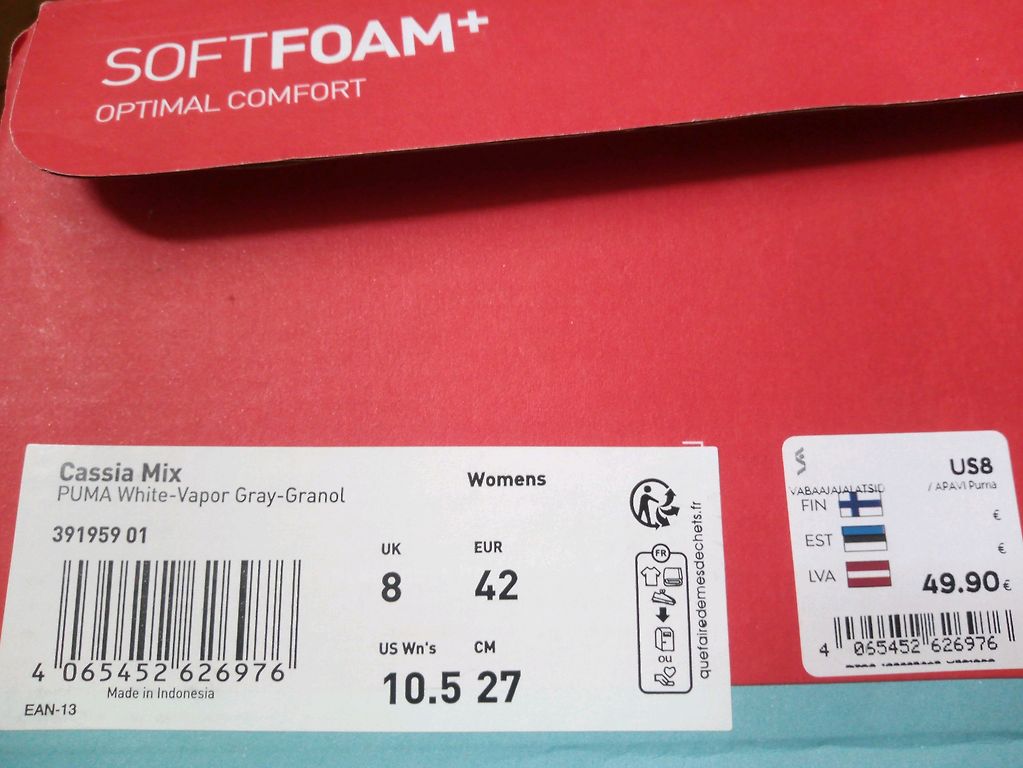 SOFTFOAM+
OPTIMAL COMFORT
Cassia Mix
PUMA White-Vapor Gray-Granol
391959 01
Womens
UK
8
EUR
42
US Wn's
10.5
CM
27
4 065452 626976
Made in Indonesia
EAN-13
FR
OU
quefairedemesdechets.fr
US8
VABAAJAJALATSID
/ APAVI Puma
FIN €
EST €
LVA 49.90 €
4 065452 626976